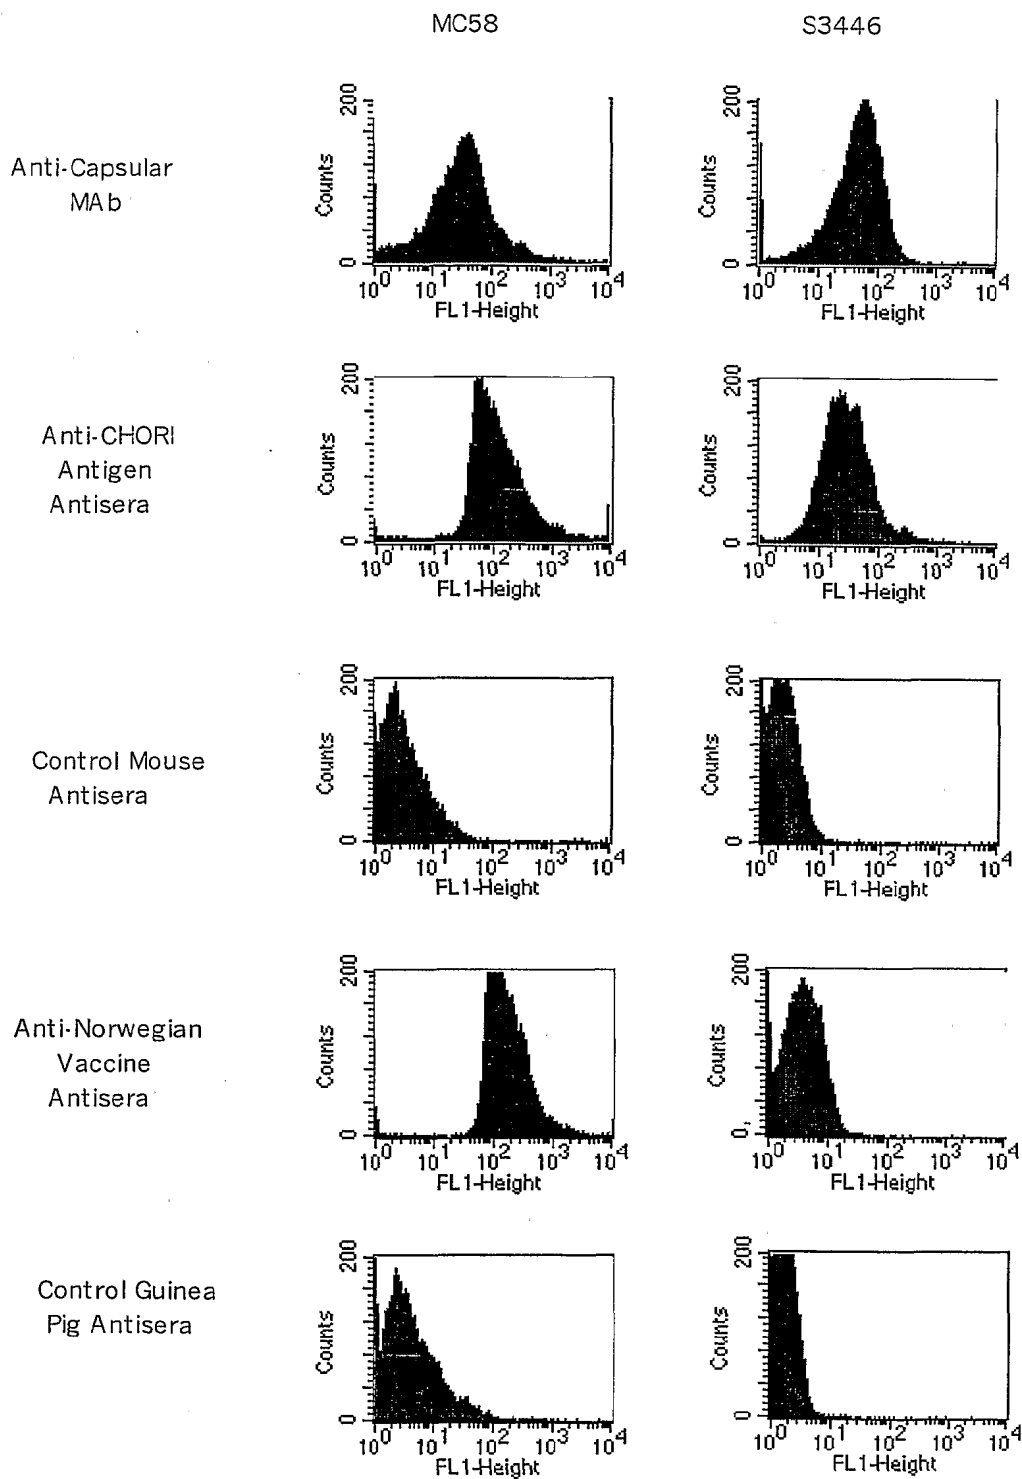 MC58 S3446
Anti-Capsular
MAb
200
Counts
0
10^0 10^1 10^2 10^3 10^4
FL1-Height
200
Counts
0
10^0 10^1 10^2 10^3 10^4
FL1-Height
Anti-CHORI
Antigen
Antisera
200
Counts
0
10^0 10^1 10^2 10^3 10^4
FL1-Height
200
Counts
0
10^0 10^1 10^2 10^3 10^4
FL1-Height
Control Mouse
Antisera
200
Counts
0
10^0 10^1 10^2 10^3 10^4
FL1-Height
200
Counts
0
10^0 10^1 10^2 10^3 10^4
FL1-Height
Anti-Norwegian
Vaccine
Antisera
200
Counts
0
10^0 10^1 10^2 10^3 10^4
FL1-Height
200
Counts
0
10^0 10^1 10^2 10^3 10^4
FL1-Height
Control Guinea
Pig Antisera
200
Counts
0
10^0 10^1 10^2 10^3 10^4
FL1-Height
200
Counts
0
10^0 10^1 10^2 10^3 10^4
FL1-Height